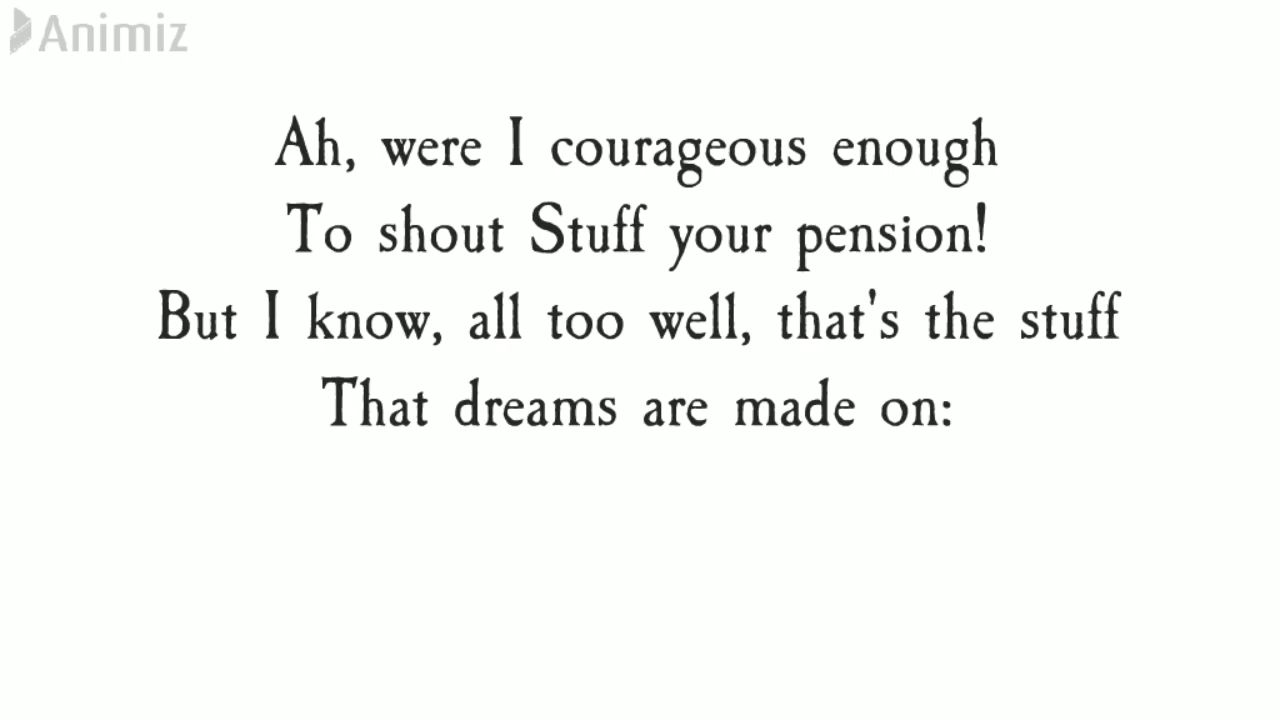 Animiz
Ah, were I courageous enough
To shout Stuff your pension!
But I know, all too well, that's the stuff
That dreams are made on: